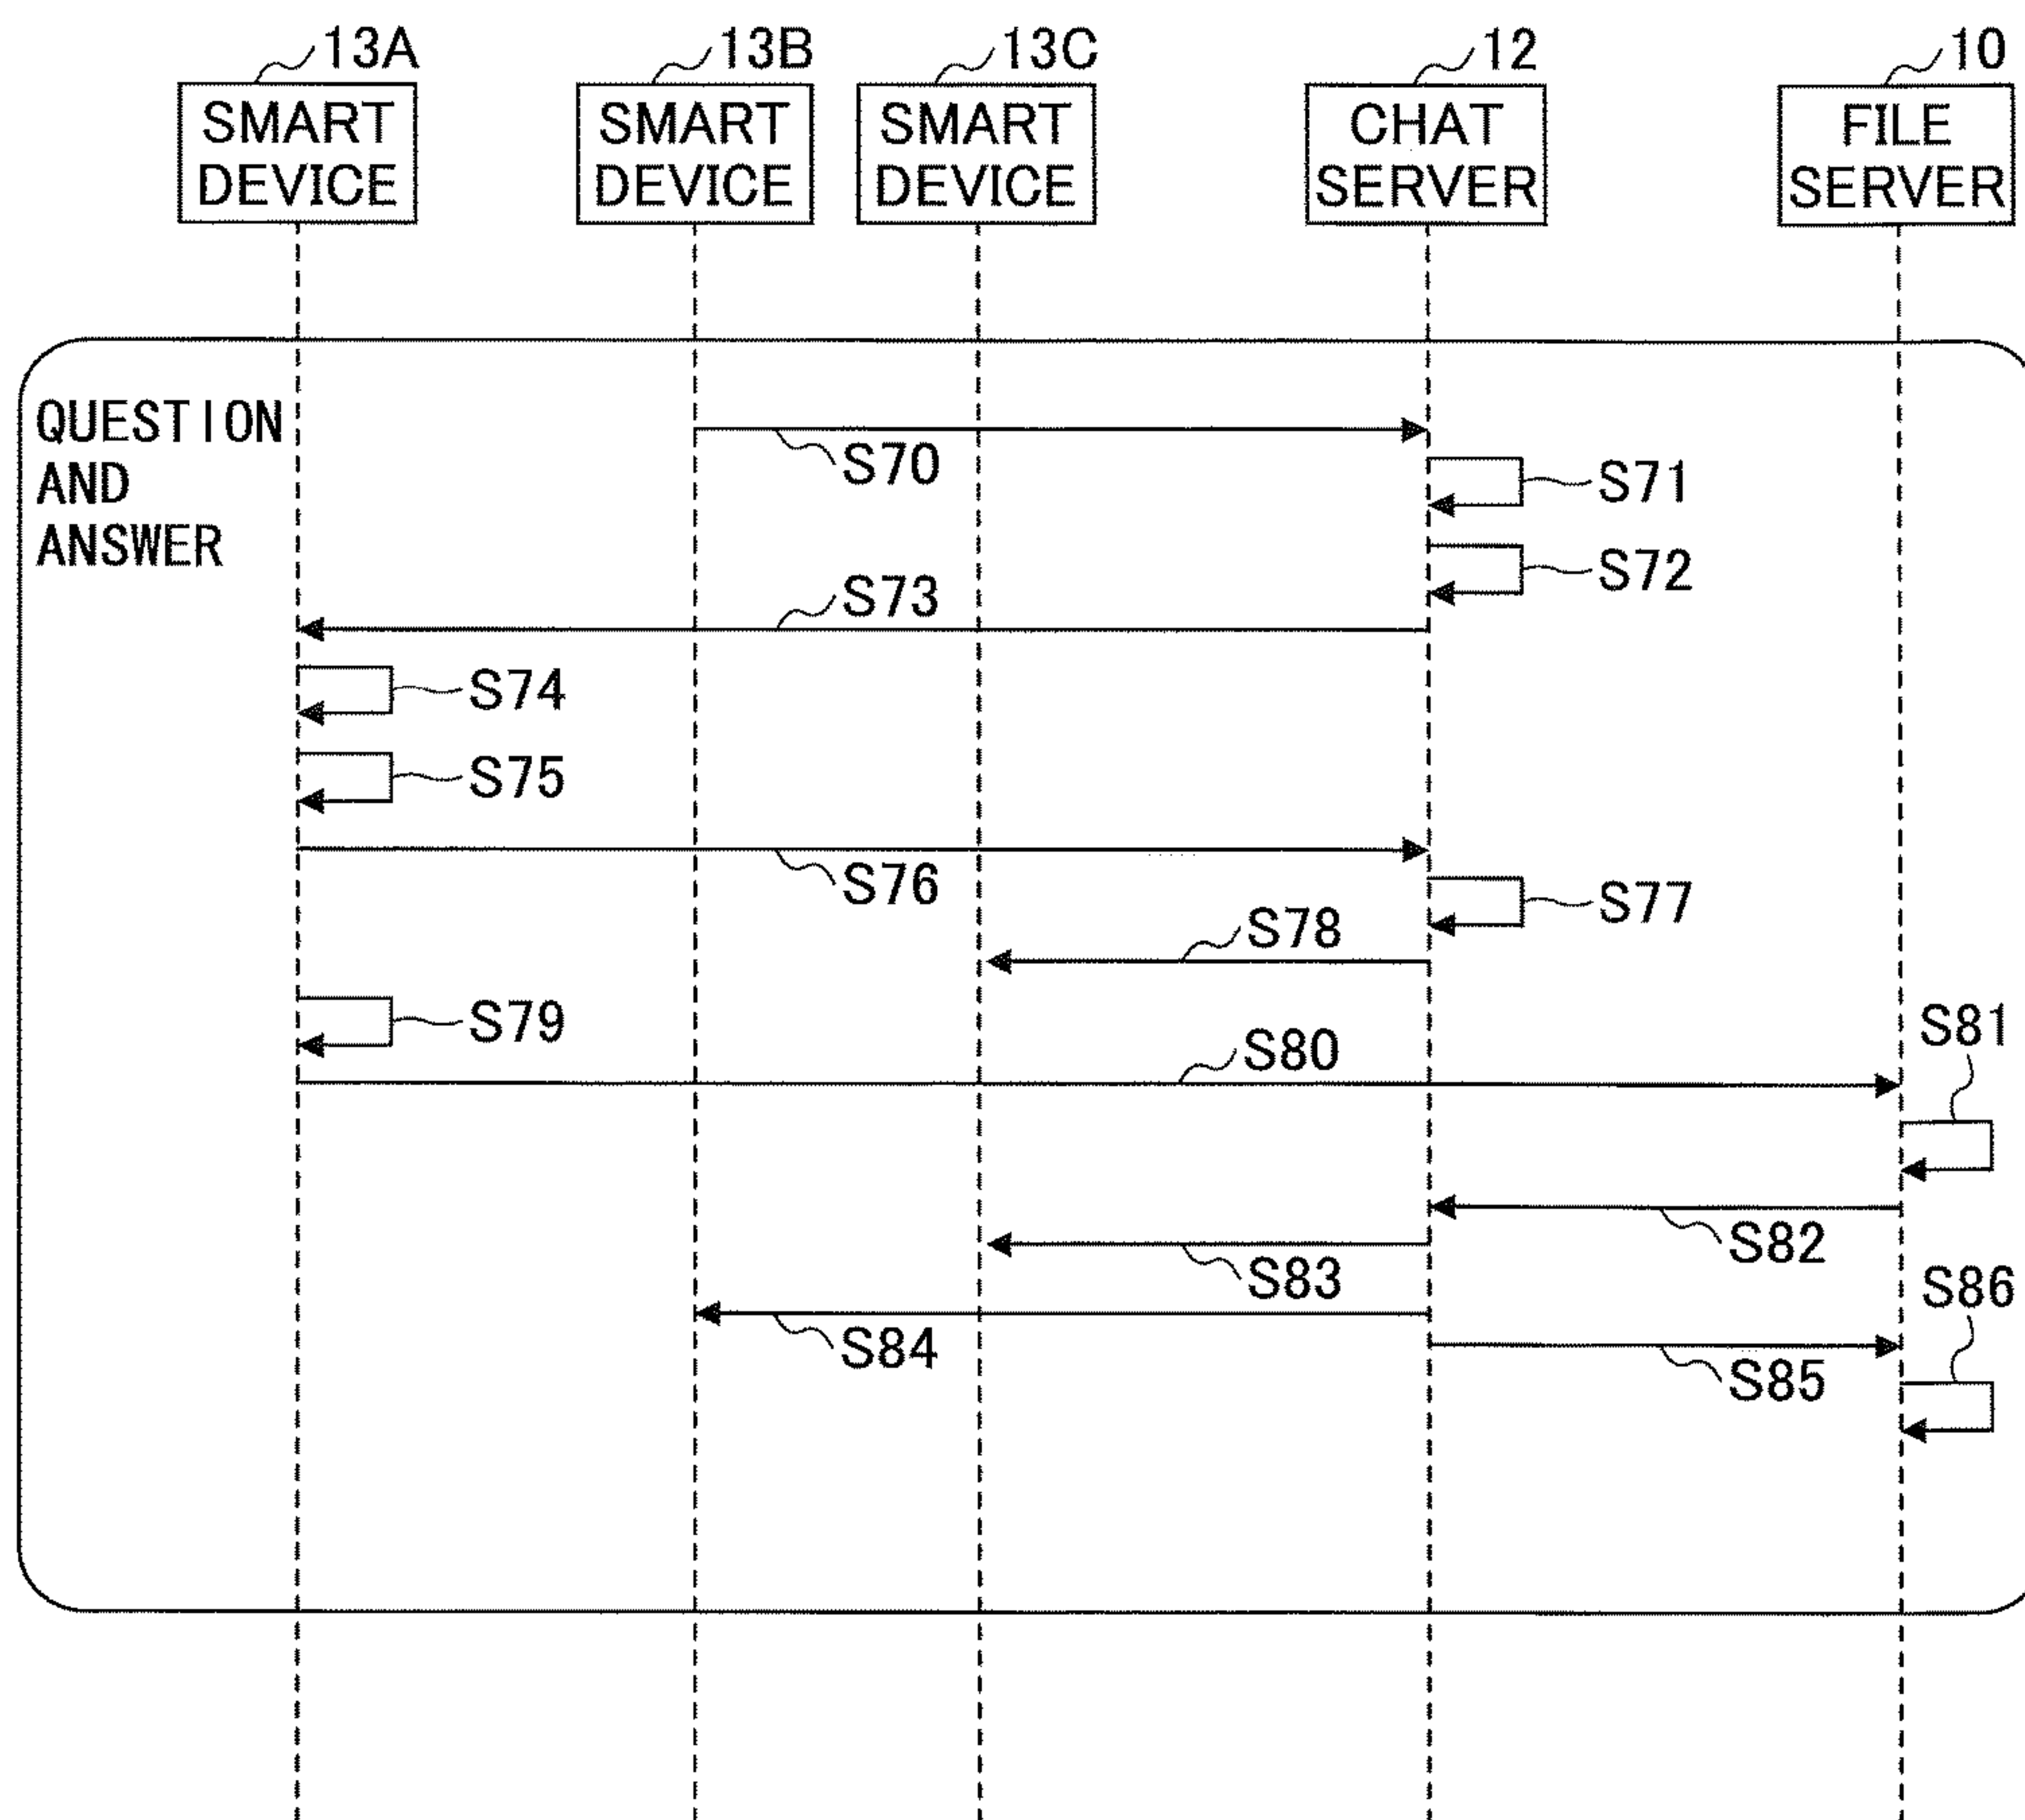 13A
13B
13C
12
10
SMART
DEVICE
SMART
DEVICE
SMART
DEVICE
CHAT
SERVER
FILE
SERVER
QUESTION
AND
ANSWER
S70
S71
S72
S73
S74
S75
S76
S77
S78
S79
S80
S81
S82
S83
S84
S85
S86